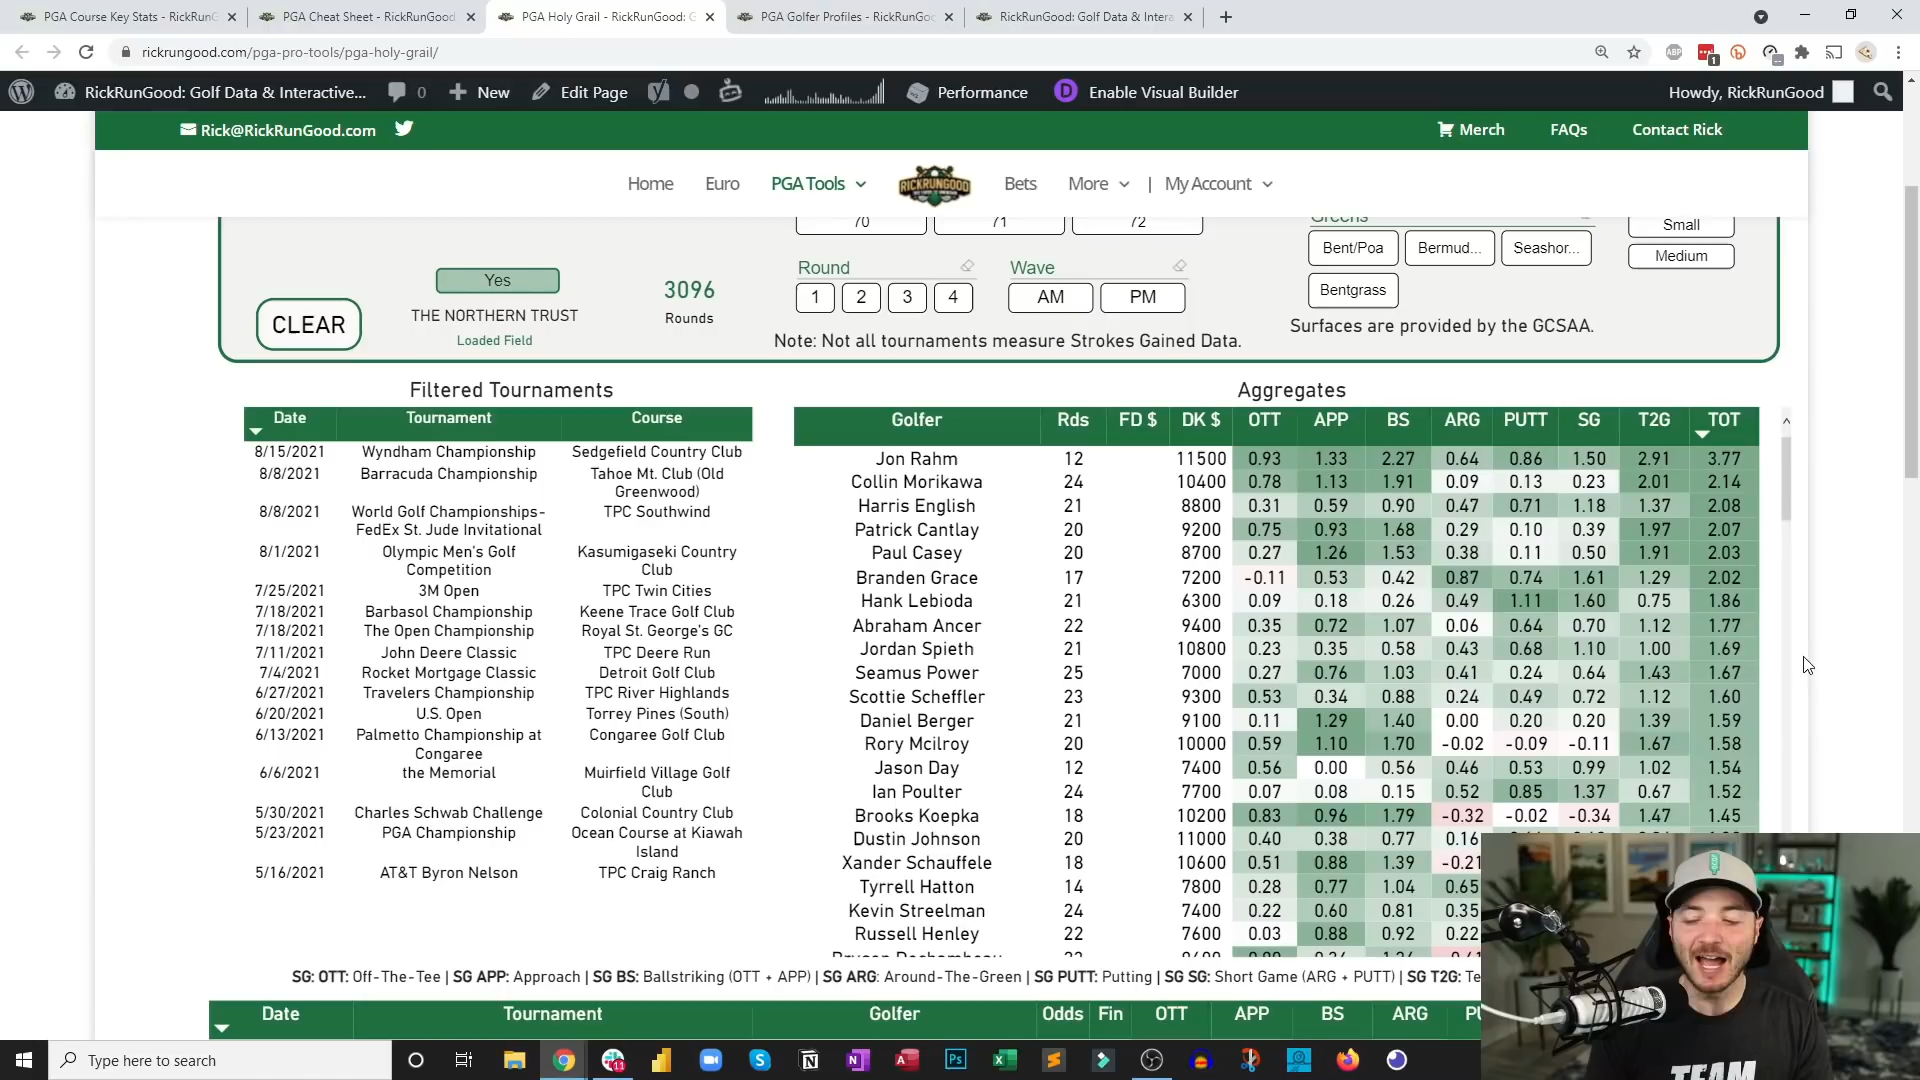 PGA Course Key Stats - RickRunG PGA Cheat Sheet - RickRunGood PGA Holy Grail - RickRunGood: G PGA Golfer Profiles - RickRunGoo RickRunGood: Golf Data & Intera
rickrungood.com/pga-pro-tools/pga-holy-grail/
RickRunGood: Golf Data & Interactive... 0 New Edit Page Performance Enable Visual Builder Howdy, RickRunGood
Rick@RickRunGood.com Merch FAQs Contact Rick
Home Euro PGA Tools RICKRUNGOOD Bets More | My Account
70 71 72 Greens Small
Bent/Poa Bermud... Seashor... Medium
Yes 3096 Round Wave
CLEAR THE NORTHERN TRUST Rounds 1 2 3 4 AM PM Bentgrass
Loaded Field Note: Not all tournaments measure Strokes Gained Data. Surfaces are provided by the GCSAA.
Filtered Tournaments
Date Tournament Course
8/15/2021 Wyndham Championship Sedgefield Country Club
8/8/2021 Barracuda Championship Tahoe Mt. Club (Old
Greenwood)
8/8/2021 World Golf Championships- TPC Southwind
FedEx St. Jude Invitational
8/1/2021 Olympic Men's Golf Kasumigaseki Country
Competition Club
7/25/2021 3M Open TPC Twin Cities
7/18/2021 Barbasol Championship Keene Trace Golf Club
7/18/2021 The Open Championship Royal St. George's GC
7/11/2021 John Deere Classic TPC Deere Run
7/4/2021 Rocket Mortgage Classic Detroit Golf Club
6/27/2021 Travelers Championship TPC River Highlands
6/20/2021 U.S. Open Torrey Pines (South)
6/13/2021 Palmetto Championship at Congaree Golf Club
Congaree
6/6/2021 the Memorial Muirfield Village Golf
Club
5/30/2021 Charles Schwab Challenge Colonial Country Club
5/23/2021 PGA Championship Ocean Course at Kiawah
Island
5/16/2021 AT&T Byron Nelson TPC Craig Ranch
Aggregates
Golfer Rds FD $ DK $ OTT APP BS ARG PUTT SG T2G TOT
Jon Rahm 12 11500 0.93 1.33 2.27 0.64 0.86 1.50 2.91 3.77
Collin Morikawa 24 10400 0.78 1.13 1.91 0.09 0.13 0.23 2.01 2.14
Harris English 21 8800 0.31 0.59 0.90 0.47 0.71 1.18 1.37 2.08
Patrick Cantlay 20 9200 0.75 0.93 1.68 0.29 0.10 0.39 1.97 2.07
Paul Casey 20 8700 0.27 1.26 1.53 0.38 0.11 0.50 1.91 2.03
Branden Grace 17 7200 -0.11 0.53 0.42 0.87 0.74 1.61 1.29 2.02
Hank Lebioda 21 6300 0.09 0.18 0.26 0.49 1.11 1.60 0.75 1.86
Abraham Ancer 22 9400 0.35 0.72 1.07 0.06 0.64 0.70 1.12 1.77
Jordan Spieth 21 10800 0.23 0.35 0.58 0.43 0.68 1.10 1.00 1.69
Seamus Power 25 7000 0.27 0.76 1.03 0.41 0.24 0.64 1.43 1.67
Scottie Scheffler 23 9300 0.53 0.34 0.88 0.24 0.49 0.72 1.12 1.60
Daniel Berger 21 9100 0.11 1.29 1.40 0.00 0.20 0.20 1.39 1.59
Rory Mcilroy 20 10000 0.59 1.10 1.70 -0.02 -0.09 -0.11 1.67 1.58
Jason Day 12 7400 0.56 0.00 0.56 0.46 0.53 0.99 1.02 1.54
Ian Poulter 24 7700 0.07 0.08 0.15 0.52 0.85 1.37 0.67 1.52
Brooks Koepka 18 10200 0.83 0.96 1.79 -0.32 -0.02 -0.34 1.47 1.45
Dustin Johnson 20 11000 0.40 0.38 0.77 0.16
Xander Schauffele 18 10600 0.51 0.88 1.39 -0.21
Tyrrell Hatton 14 7800 0.28 0.77 1.04 0.65
Kevin Streelman 24 7400 0.22 0.60 0.81 0.35
Russell Henley 22 7600 0.03 0.88 0.92 0.22
SG: OTT: Off-The-Tee | SG APP: Approach | SG BS: Ballstriking (OTT + APP) | SG ARG: Around-The-Green | SG PUTT: Putting | SG SG: Short Game (ARG + PUTT) | SG T2G: Te
Date Tournament Golfer Odds Fin OTT APP BS ARG PU
TEAM
Type here to search